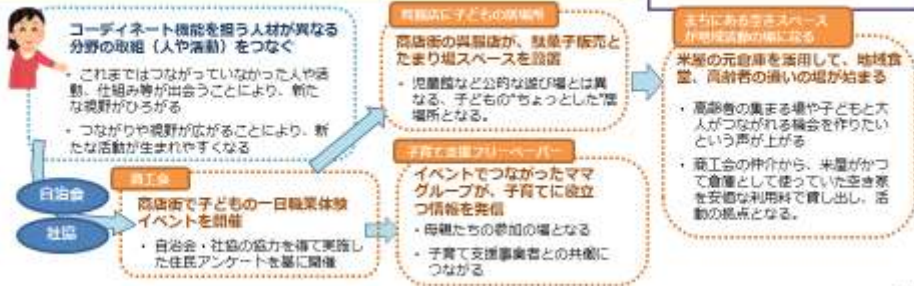 コーディネート機能を担う人材が異なる
分野の取組（人や活動）をつなぐ
・ これまではつながっていなかった人や活
動、仕組み等が出会うことにより、新た
な視野がひろがる
・ つながりや視野が広がることにより、新
たな活動が生まれやすくなる
自治会
社協
商工会
商店街で子どもの一日職業体験
イベントを開催
・ 自治会・社協の協力を得て実施し
た住民アンケートを基に開催
呉服店に子どもの居場所
商店街の呉服店が、駄菓子販売と
たまり場スペースを設置
・ 児童館など公的な遊び場とは異
なる、子どもの“ちょっとした”居
場所となる。
子育て支援フリーペーパー
イベントでつながったママ
グループが、子育てに役立
つ情報を発信
・母親たちの参加の場となる
・ 子育て支援事業者との共働に
つながる
まちにある空きスペース
が地域活動の場になる
米屋の元倉庫を活用して、地域食
堂、高齢者の通いの場が始まる
・ 高齢者の集まる場や子どもと大
人がつながれる機会を作りたい
という声が上がる
・ 商工会の仲介から、米屋がかつ
て倉庫として使っていた空き家
を安価な利用料で貸し出し、活
動の拠点となる。